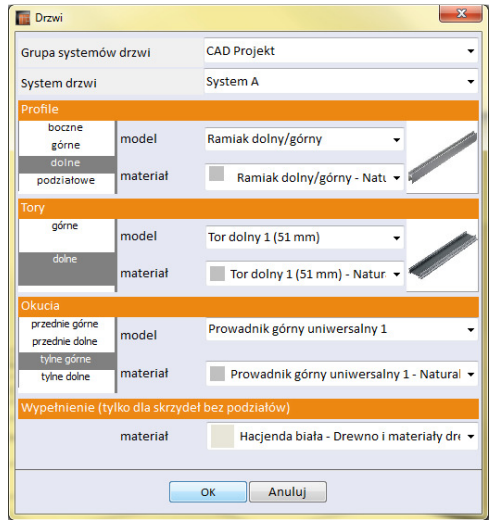 Drzwi
Grupa systemów drzwi CAD Projekt
System drzwi System A
Profile
boczne
górne
dolne
podziałowe
model Ramiak dolny/górny
materiał Ramiak dolny/górny - Natu
Tory
górne
dolne
model Tor dolny 1 (51 mm)
materiał Tor dolny 1 (51 mm) - Natur
Okucia
przednie górne
przednie dolne
tylne górne
tylne dolne
model Prowadnik górny uniwersalny 1
materiał Prowadnik górny uniwersalny 1 - Natural
Wypełnienie (tylko dla skrzydeł bez podziałów)
materiał Hacjenda biała - Drewno i materiały dre
OK Anuluj